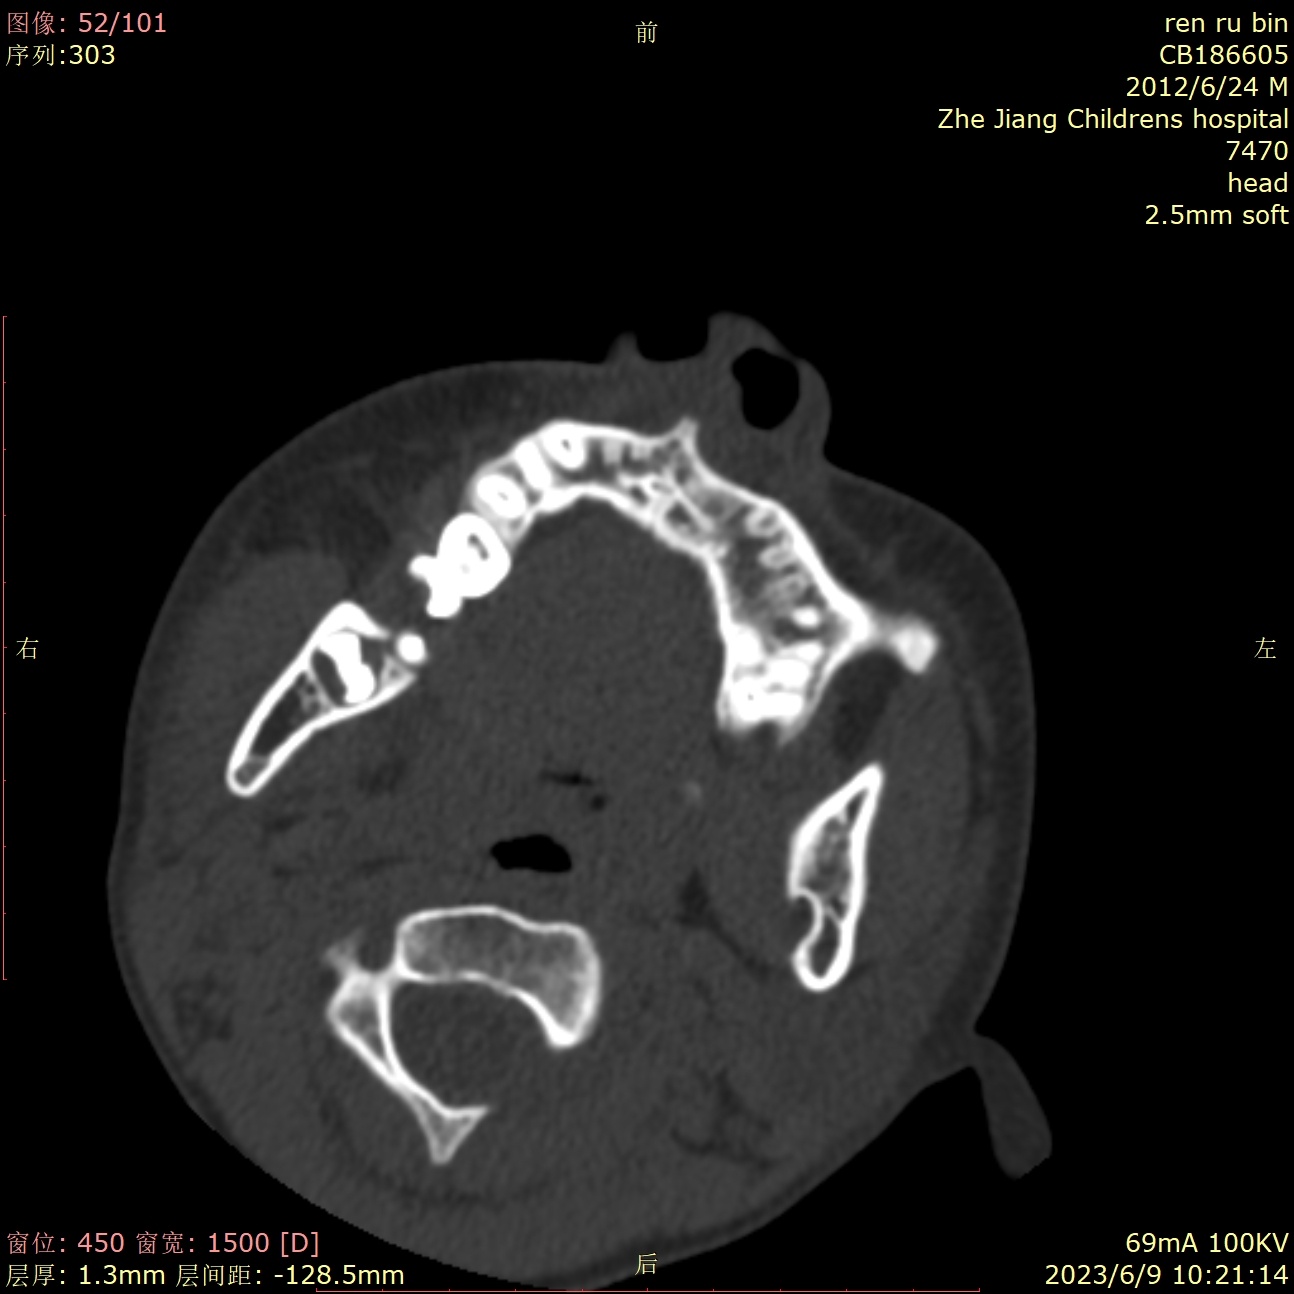 图像: 52/101
序列:303
前
ren ru bin
CB186605
2012/6/24 M
Zhe Jiang Childrens hospital
7470
head
2.5mm soft
右
左
窗位: 450 窗宽: 1500 [D]
层厚: 1.3mm 层间距: -128.5mm
后
69mA 100KV
2023/6/9 10:21:14